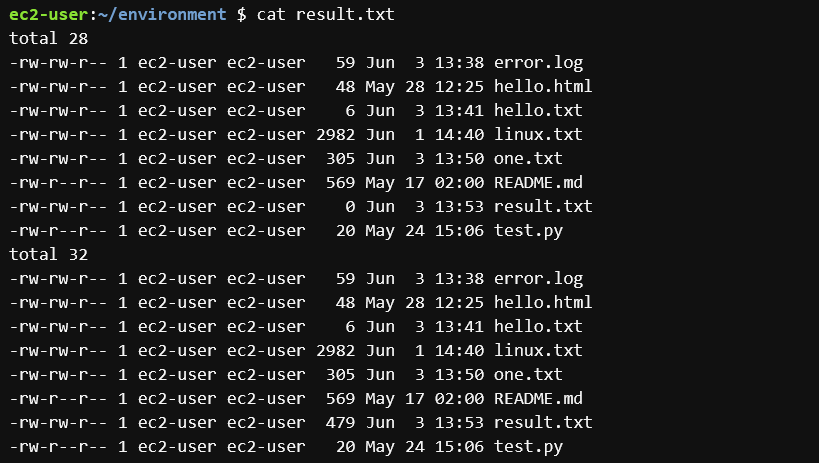 ec2-user:~/environment $ cat result.txt
total 28
-rw-rw-r-- 1 ec2-user ec2-user   59 Jun  3 13:38 error.log
-rw-rw-r-- 1 ec2-user ec2-user   48 May 28 12:25 hello.html
-rw-rw-r-- 1 ec2-user ec2-user    6 Jun  3 13:41 hello.txt
-rw-rw-r-- 1 ec2-user ec2-user 2982 Jun  1 14:40 linux.txt
-rw-rw-r-- 1 ec2-user ec2-user  305 Jun  3 13:50 one.txt
-rw-r--r-- 1 ec2-user ec2-user  569 May 17 02:00 README.md
-rw-rw-r-- 1 ec2-user ec2-user    0 Jun  3 13:53 result.txt
-rw-r--r-- 1 ec2-user ec2-user   20 May 24 15:06 test.py
total 32
-rw-rw-r-- 1 ec2-user ec2-user   59 Jun  3 13:38 error.log
-rw-rw-r-- 1 ec2-user ec2-user   48 May 28 12:25 hello.html
-rw-rw-r-- 1 ec2-user ec2-user    6 Jun  3 13:41 hello.txt
-rw-rw-r-- 1 ec2-user ec2-user 2982 Jun  1 14:40 linux.txt
-rw-rw-r-- 1 ec2-user ec2-user  305 Jun  3 13:50 one.txt
-rw-r--r-- 1 ec2-user ec2-user  569 May 17 02:00 README.md
-rw-rw-r-- 1 ec2-user ec2-user  479 Jun  3 13:53 result.txt
-rw-r--r-- 1 ec2-user ec2-user   20 May 24 15:06 test.py